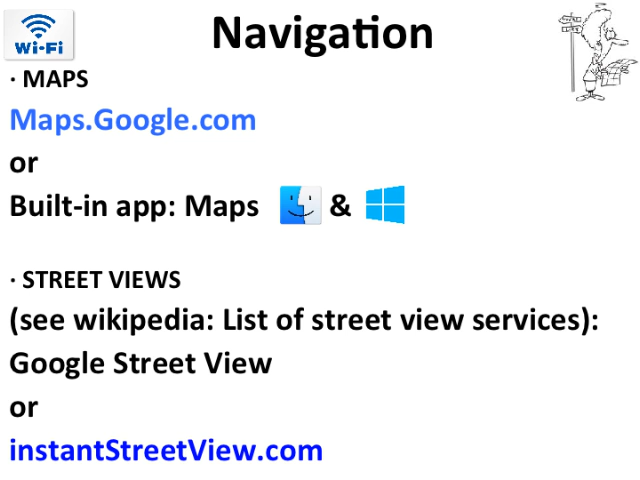 Wi-Fi
Navigation
· MAPS
Maps.Google.com
or
Built-in app: Maps &
· STREET VIEWS
(see wikipedia: List of street view services):
Google Street View
or
instantStreetView.com